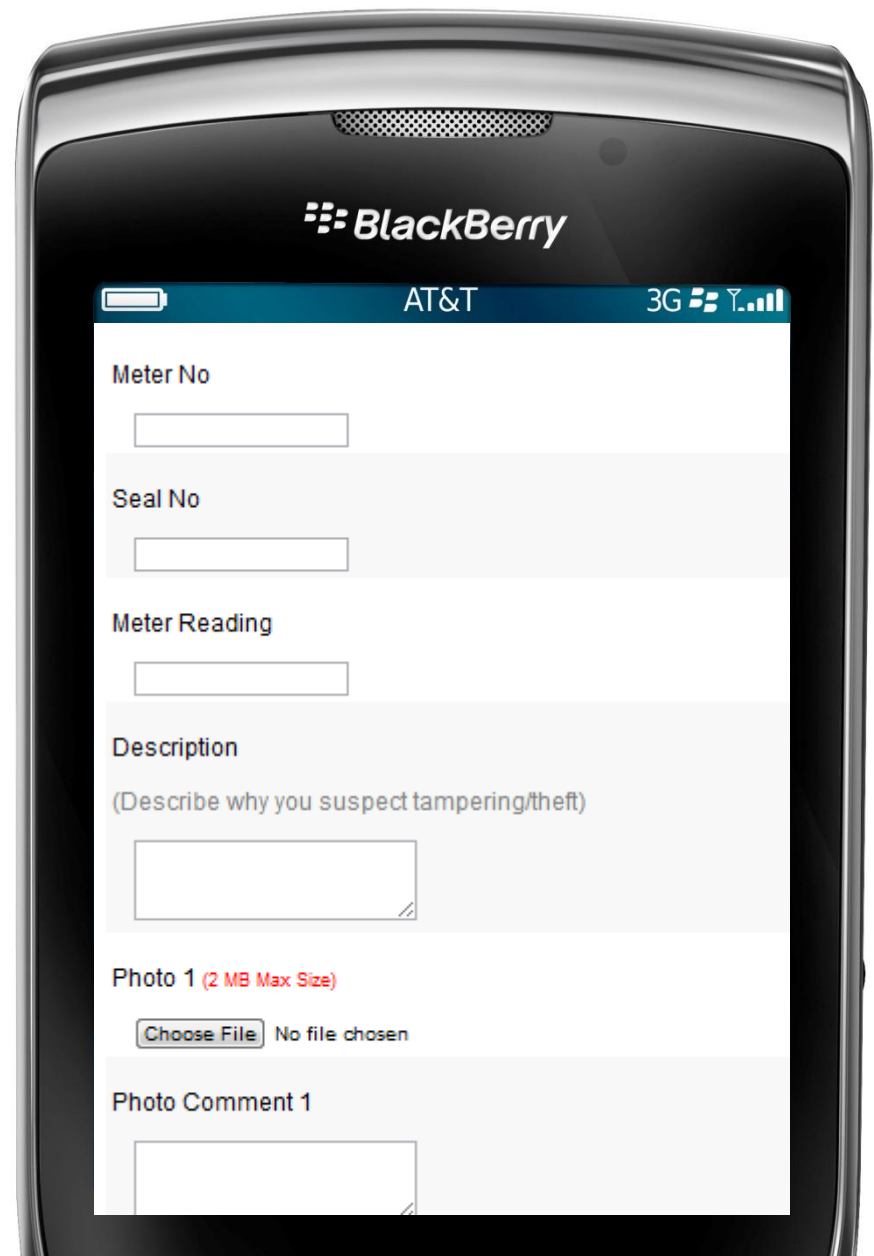 BlackBerry
AT&T 3G
Meter No
Seal No
Meter Reading
Description
(Describe why you suspect tampering/theft)
Photo 1 (2 MB Max Size)
Choose File No file chosen
Photo Comment 1